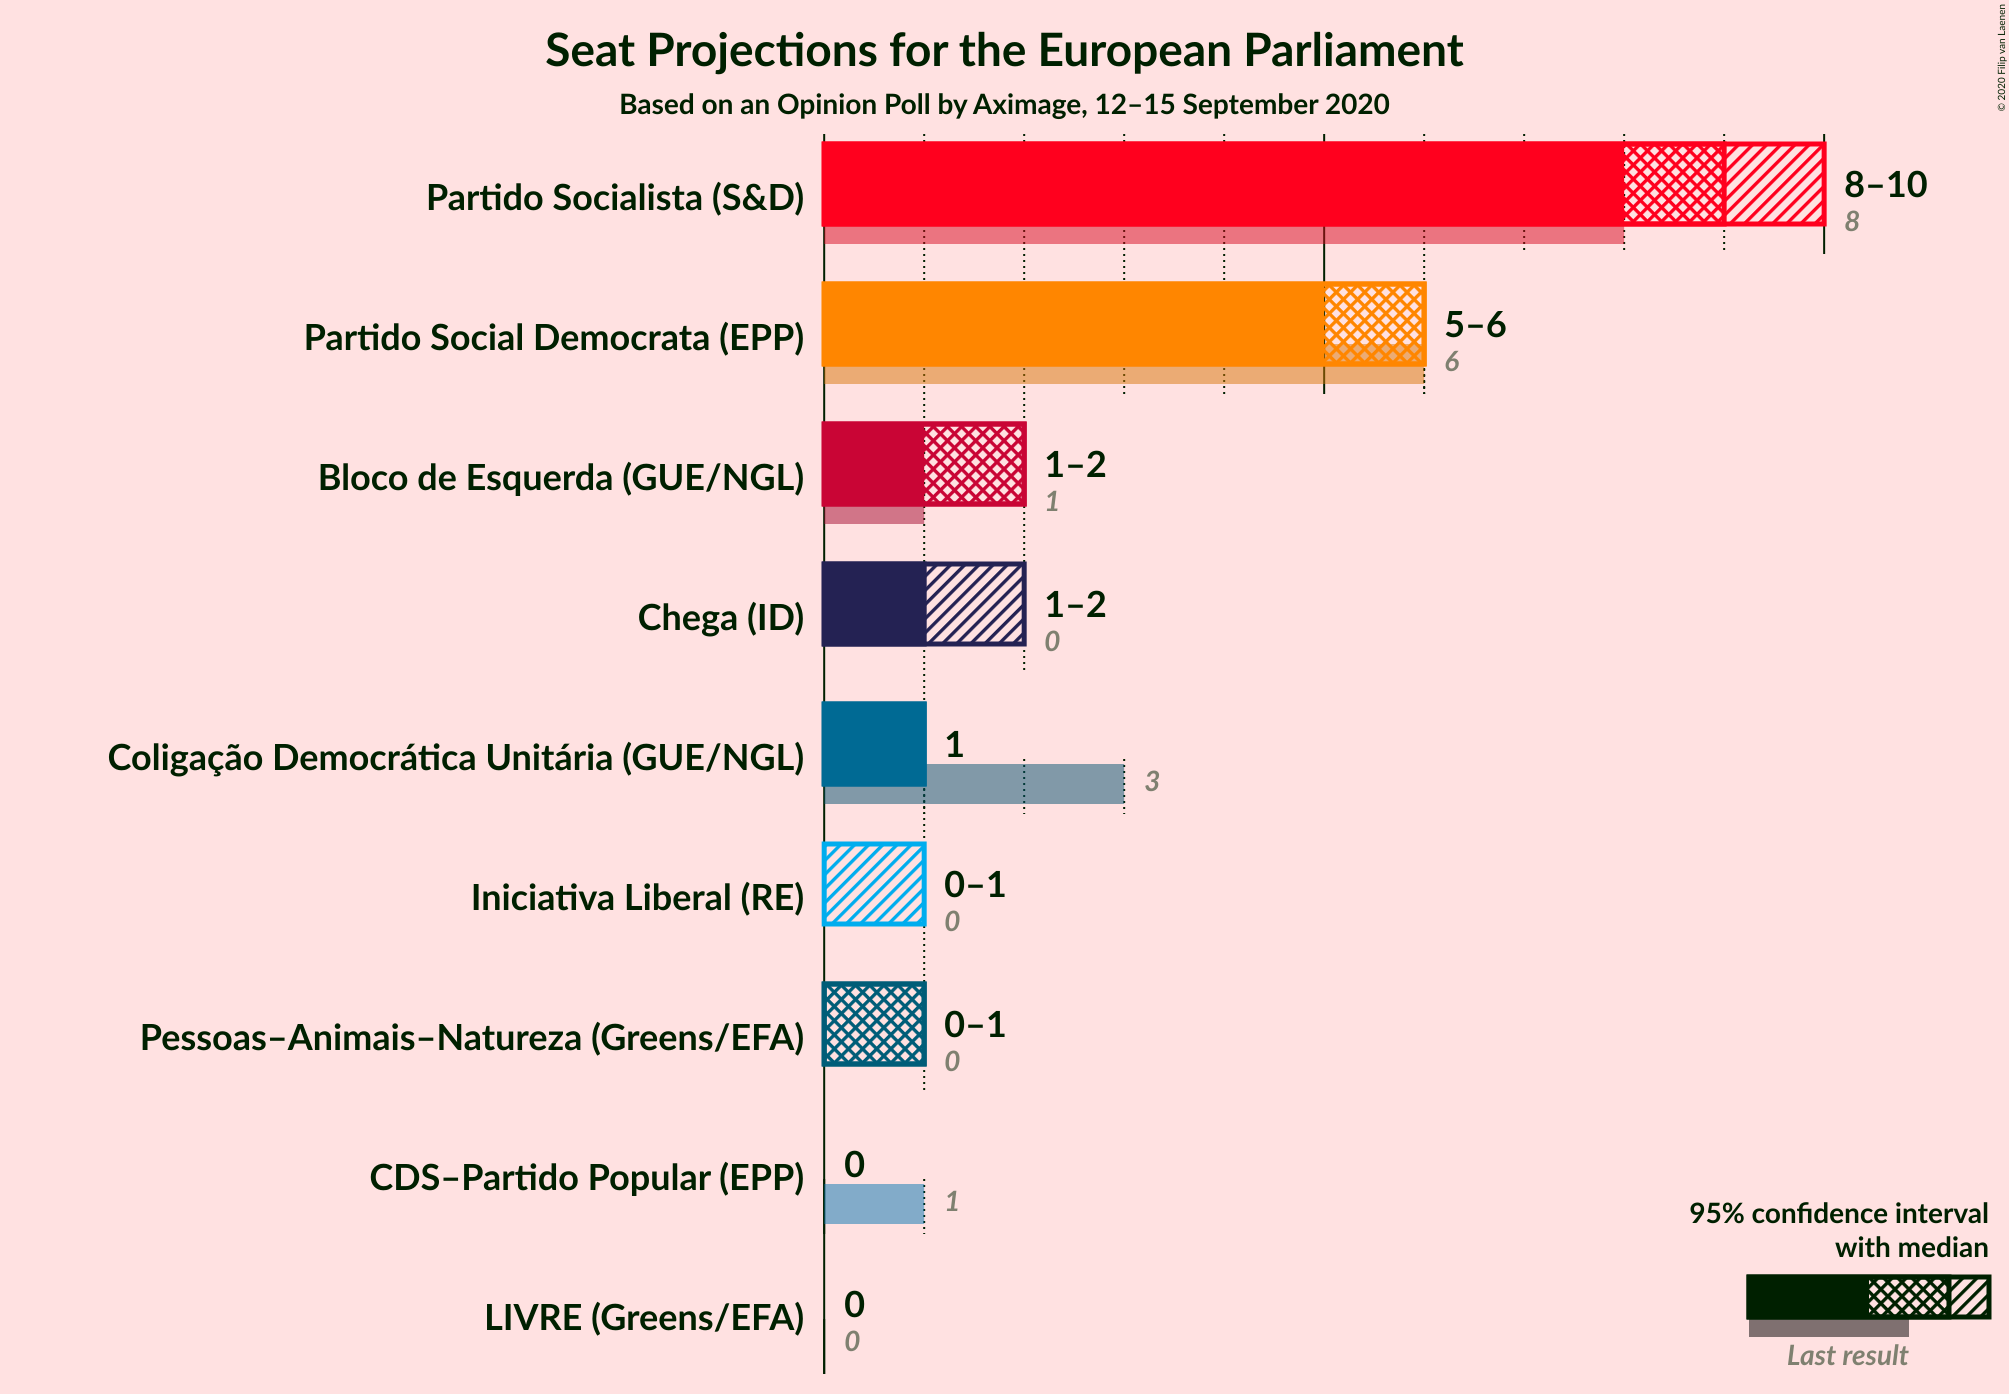 Seat Projections for the European Parliament
Based on an Opinion Poll by Aximage, 12–15 September 2020
© 2020 Filip van Laenen
Partido Socialista (S&D)
8–10
8
Partido Social Democrata (EPP)
5–6
6
Bloco de Esquerda (GUE/NGL)
1–2
1
Chega (ID)
1–2
0
Coligação Democrática Unitária (GUE/NGL)
1
3
Iniciativa Liberal (RE)
0–1
0
Pessoas–Animais–Natureza (Greens/EFA)
0–1
0
CDS–Partido Popular (EPP)
0
1
LIVRE (Greens/EFA)
0
0
95% confidence interval
with median
Last result